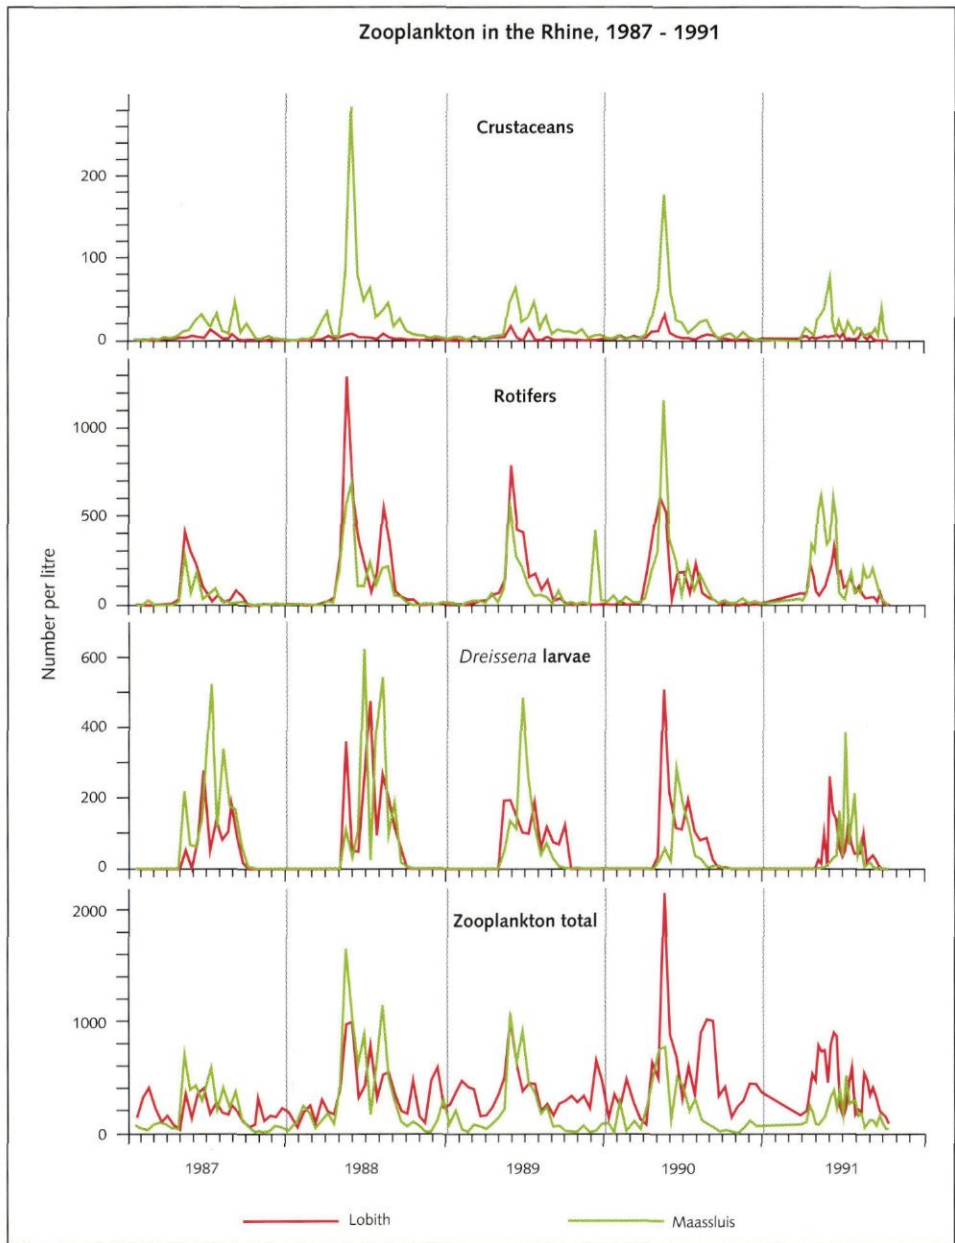 Zooplankton in the Rhine, 1987 - 1991
Number per litre
Crustaceans
200
100
0
Rotifers
1000
500
0
Dreissena larvae
600
400
200
0
Zooplankton total
2000
1000
0
1987 1988 1989 1990 1991
Lobith Maassluis